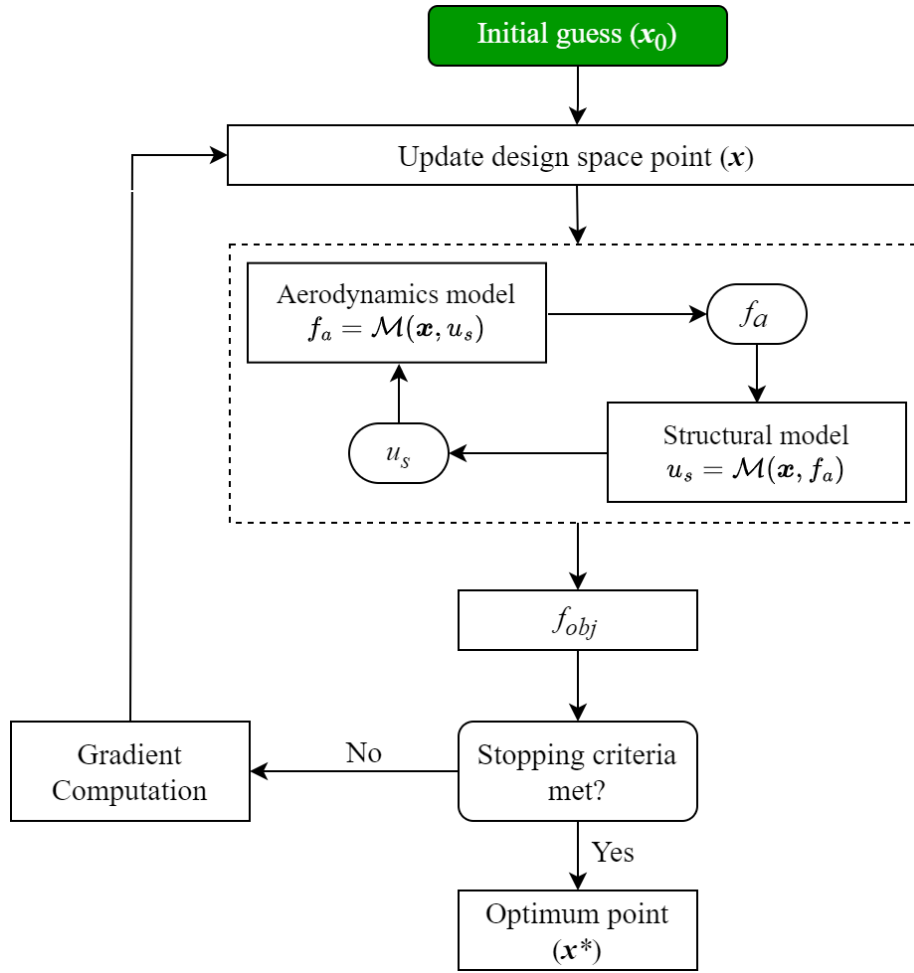 Initial guess (x₀)
Update design space point (x)
Aerodynamics model
fₐ = ℳ(x, uₛ)
fₐ
uₛ
Structural model
uₛ = ℳ(x, fₐ)
f_obj
Gradient
Computation
No
Stopping criteria
met?
Yes
Optimum point
(x*)